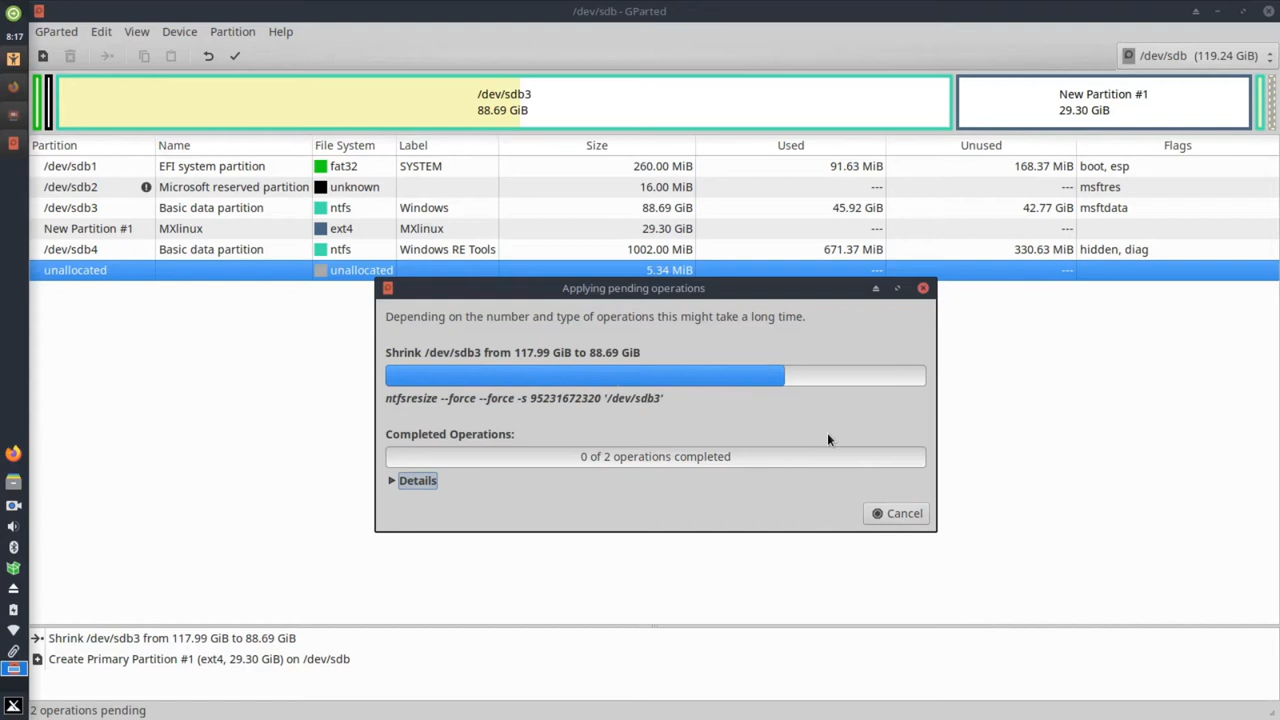 /dev/sdb - GParted
8:17
GParted Edit View Device Partition Help
/dev/sdb (119.24 GiB)
/dev/sdb3
88.69 GiB
New Partition #1
29.30 GiB
Partition Name File System Label Size Used Unused Flags
/dev/sdb1 EFI system partition fat32 SYSTEM 260.00 MiB 91.63 MiB 168.37 MiB boot, esp
/dev/sdb2 Microsoft reserved partition unknown 16.00 MiB --- --- msftres
/dev/sdb3 Basic data partition ntfs Windows 88.69 GiB 45.92 GiB 42.77 GiB msftdata
New Partition #1 MXlinux ext4 MXlinux 29.30 GiB --- ---
/dev/sdb4 Basic data partition ntfs Windows RE Tools 1002.00 MiB 671.37 MiB 330.63 MiB hidden, diag
unallocated unallocated 5.34 MiB --- ---
Applying pending operations
Depending on the number and type of operations this might take a long time.
Shrink /dev/sdb3 from 117.99 GiB to 88.69 GiB
ntfsresize --force --force -s 95231672320 '/dev/sdb3'
Completed Operations:
0 of 2 operations completed
Details
Cancel
Shrink /dev/sdb3 from 117.99 GiB to 88.69 GiB
Create Primary Partition #1 (ext4, 29.30 GiB) on /dev/sdb
2 operations pending